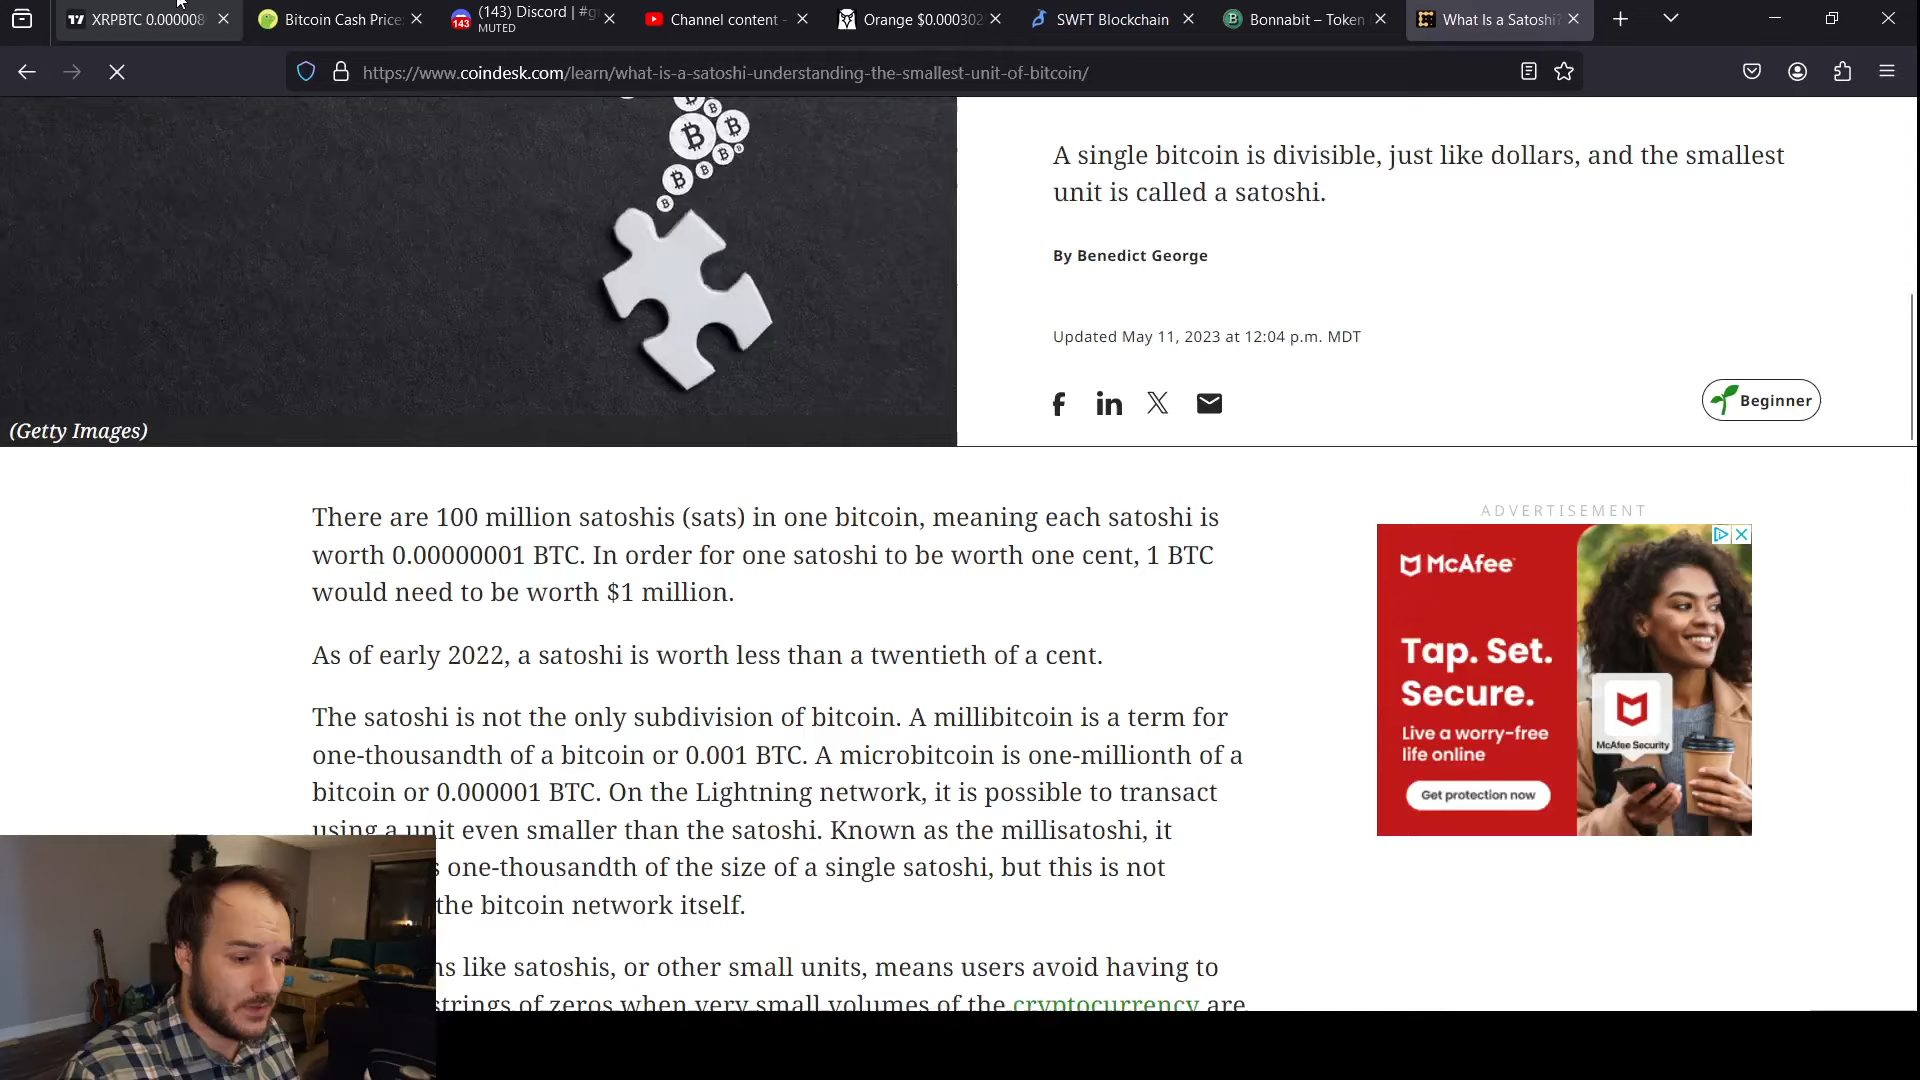 XRPBTC 0.000008
Bitcoin Cash Price
(143) Discord | #g
MUTED
143
Channel content -
Orange $0.000302
SWFT Blockchain
Bonnabit – Token
What Is a Satoshi?
https://www.coindesk.com/learn/what-is-a-satoshi-understanding-the-smallest-unit-of-bitcoin/
A single bitcoin is divisible, just like dollars, and the smallest
unit is called a satoshi.
By Benedict George
Updated May 11, 2023 at 12:04 p.m. MDT
Beginner
(Getty Images)
There are 100 million satoshis (sats) in one bitcoin, meaning each satoshi is
worth 0.00000001 BTC. In order for one satoshi to be worth one cent, 1 BTC
would need to be worth $1 million.
As of early 2022, a satoshi is worth less than a twentieth of a cent.
The satoshi is not the only subdivision of bitcoin. A millibitcoin is a term for
one-thousandth of a bitcoin or 0.001 BTC. A microbitcoin is one-millionth of a
bitcoin or 0.000001 BTC. On the Lightning network, it is possible to transact
using a unit even smaller than the satoshi. Known as the millisatoshi, it
one-thousandth of the size of a single satoshi, but this is not
the bitcoin network itself.
like satoshis, or other small units, means users avoid having to
strings of zeros when very small volumes of the cryptocurrency are
ADVERTISEMENT
McAfee
Tap. Set.
Secure.
Live a worry-free
life online
McAfee Security
Get protection now